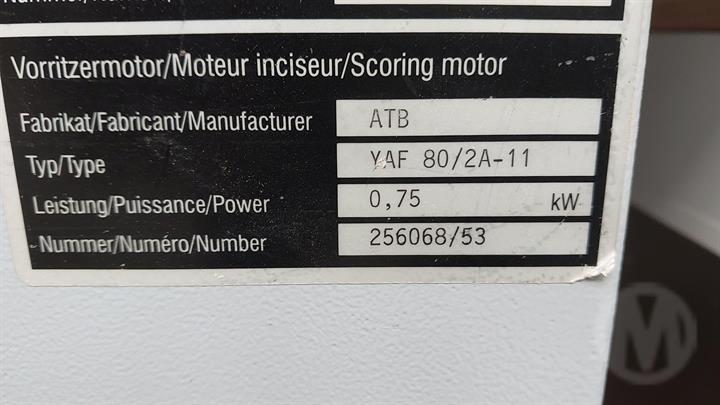 Vorritzermotor/Moteur inciseur/Scoring motor
Fabrikat/Fabricant/Manufacturer ATB
Typ/Type YAF 80/2A-11
Leistung/Puissance/Power 0,75 kW
Nummer/Numéro/Number 256068/53